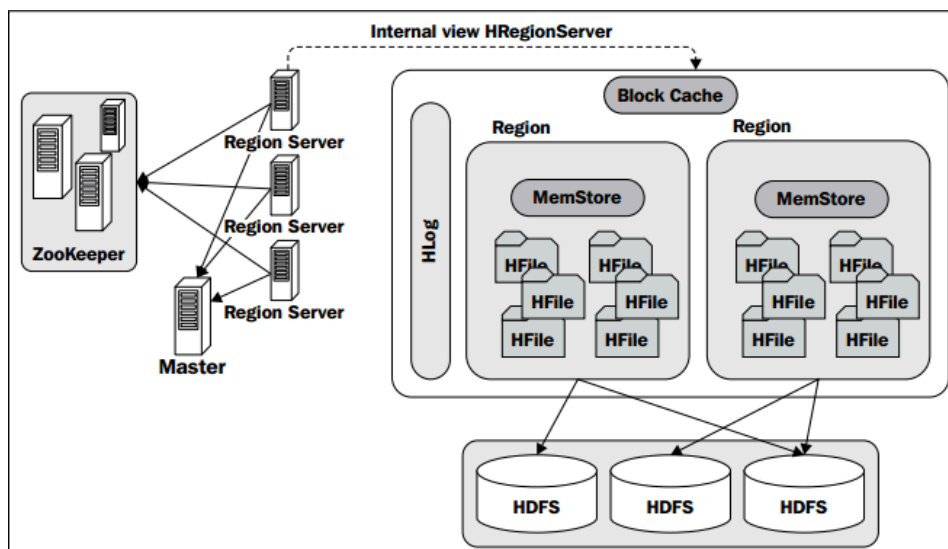 Internal view HRegionServer
Block Cache
Region Server
Region
Region
HLog
MemStore
MemStore
Region Server
ZooKeeper
HFile
HFile
HFile
HFile
HFile
HFile
HFile
HFile
HFile
HFile
HFile
HFile
Region Server
Master
HDFS
HDFS
HDFS